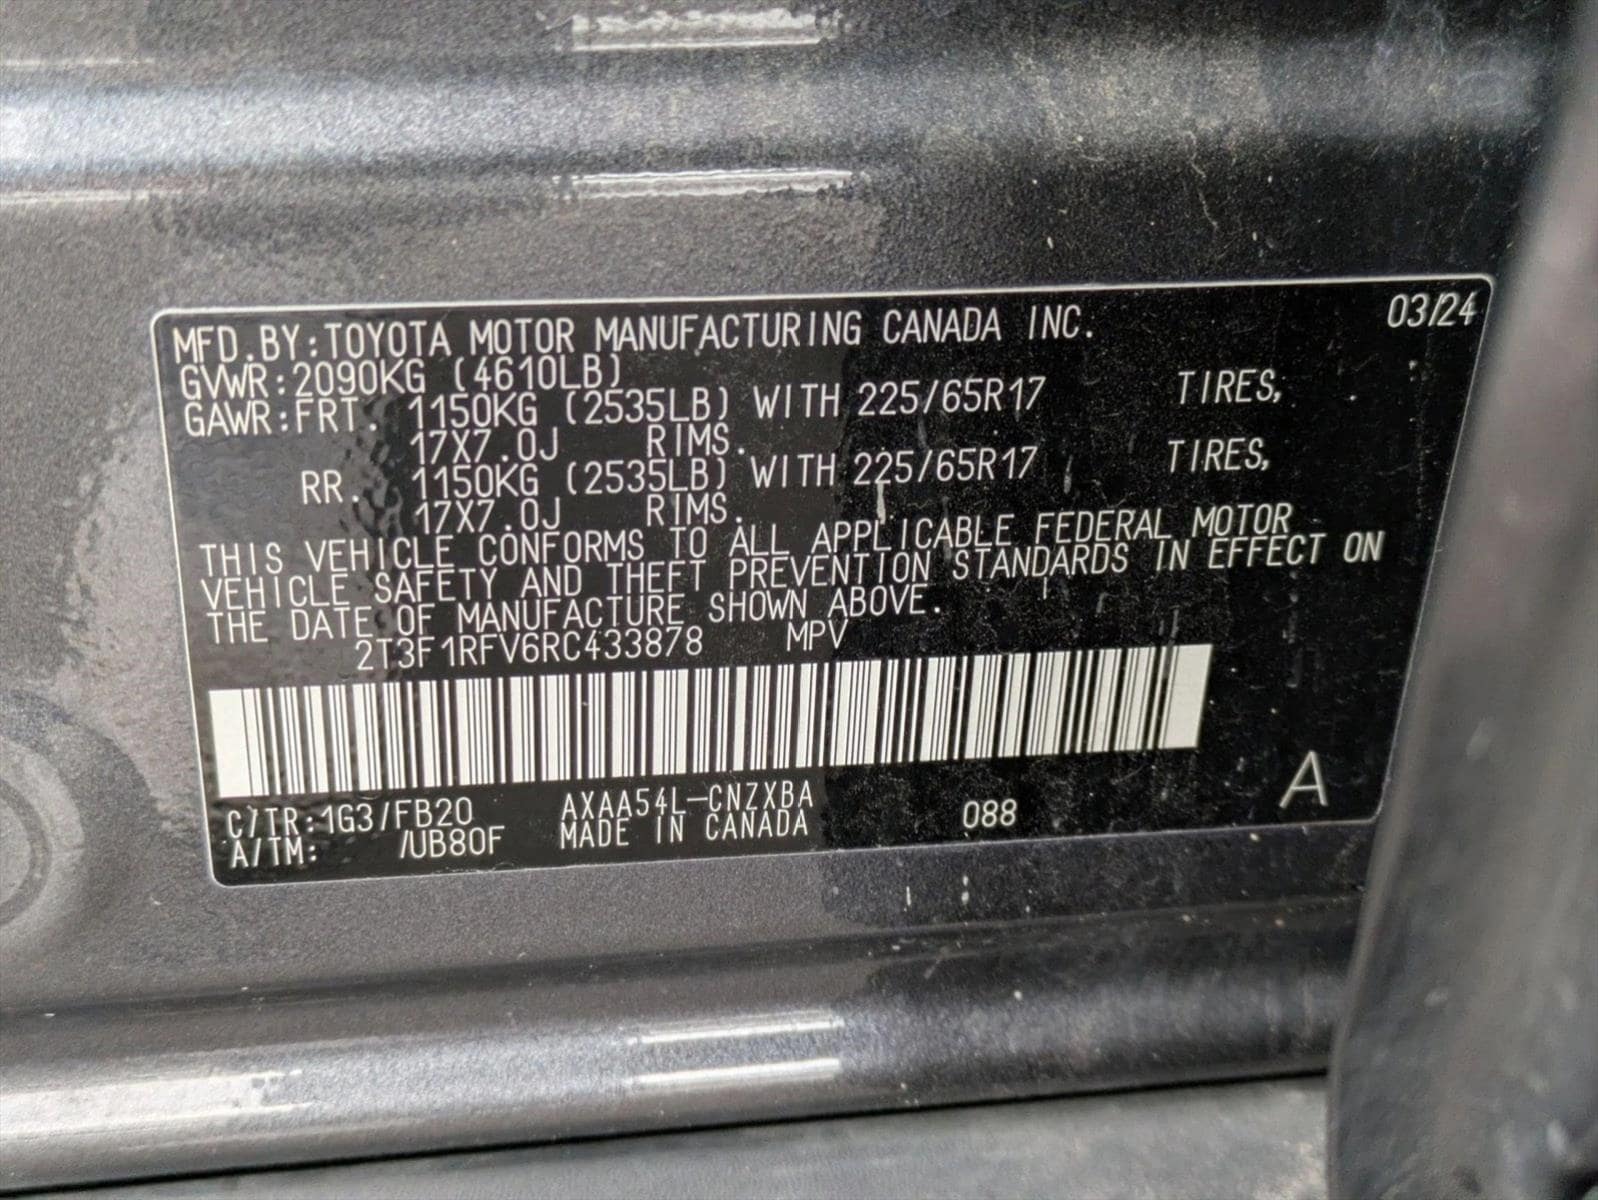 03/24
MFD.BY:TOYOTA MOTOR MANUFACTURING CANADA INC.
GVWR:2090KG (4610LB)
GAWR:FRT. 1150KG (2535LB) WITH 225/65R17 TIRES,
17X7.0J RIMS.
RR. 1150KG (2535LB) WITH 225/65R17 TIRES,
17X7.0J RIMS.
THIS VEHICLE CONFORMS TO ALL APPLICABLE FEDERAL MOTOR
VEHICLE SAFETY AND THEFT PREVENTION STANDARDS IN EFFECT ON
THE DATE OF MANUFACTURE SHOWN ABOVE.
2T3F1RFV6RC433878 MPV
C/TR:1G3/FB20 AXAA54L-CNZXBA 088 A
A/TM: /UB80F MADE IN CANADA